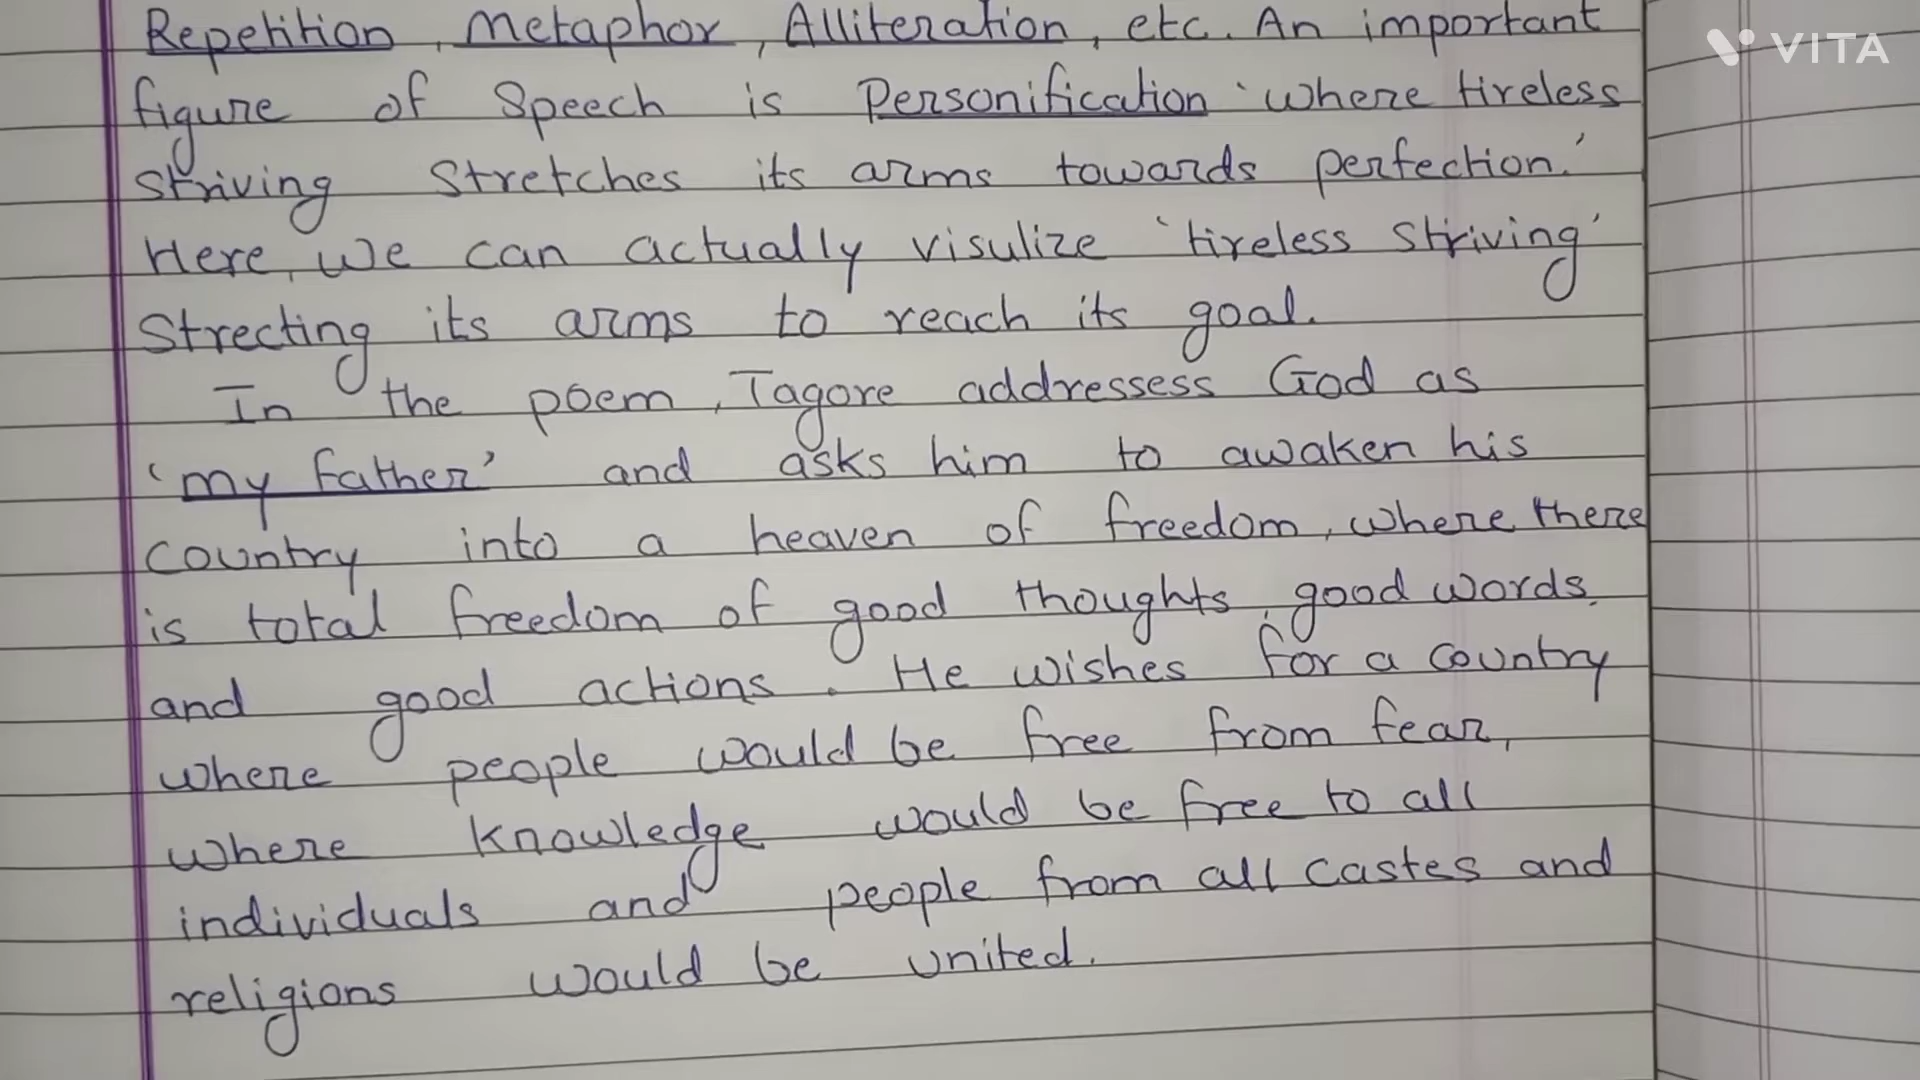 Repetition, Metaphor, Alliteration, etc. An important
VITA
figure of Speech is Personification 'where tireless
striving stretches its arms towards perfection.'
Here, we can actually visulize 'tireless striving'
Strecting its arms to reach its goal.
In the poem, Tagore addressess God as
'my father' and asks him to awaken his
country into a heaven of freedom, where there
is total freedom of good thoughts, good words,
and good actions. He wishes for a country
where people would be free from fear,
where knowledge would be free to all
individuals and people from all castes and
religions would be united.